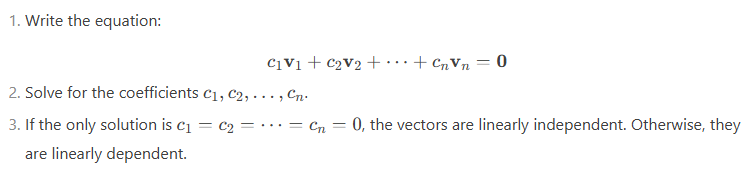 1. Write the equation:
c₁v₁ + c₂v₂ + ⋯ + cₙvₙ = 0
2. Solve for the coefficients c₁, c₂, . . . , cₙ.
3. If the only solution is c₁ = c₂ = ⋯ = cₙ = 0, the vectors are linearly independent. Otherwise, they
are linearly dependent.